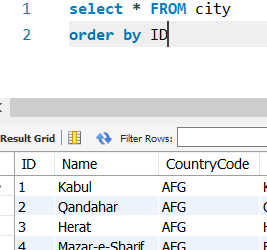 1 select * FROM city
2 order by ID
Result Grid Filter Rows:
ID Name CountryCode
1 Kabul AFG
2 Qandahar AFG
3 Herat AFG
4 Mazar-e-Sharif AFG